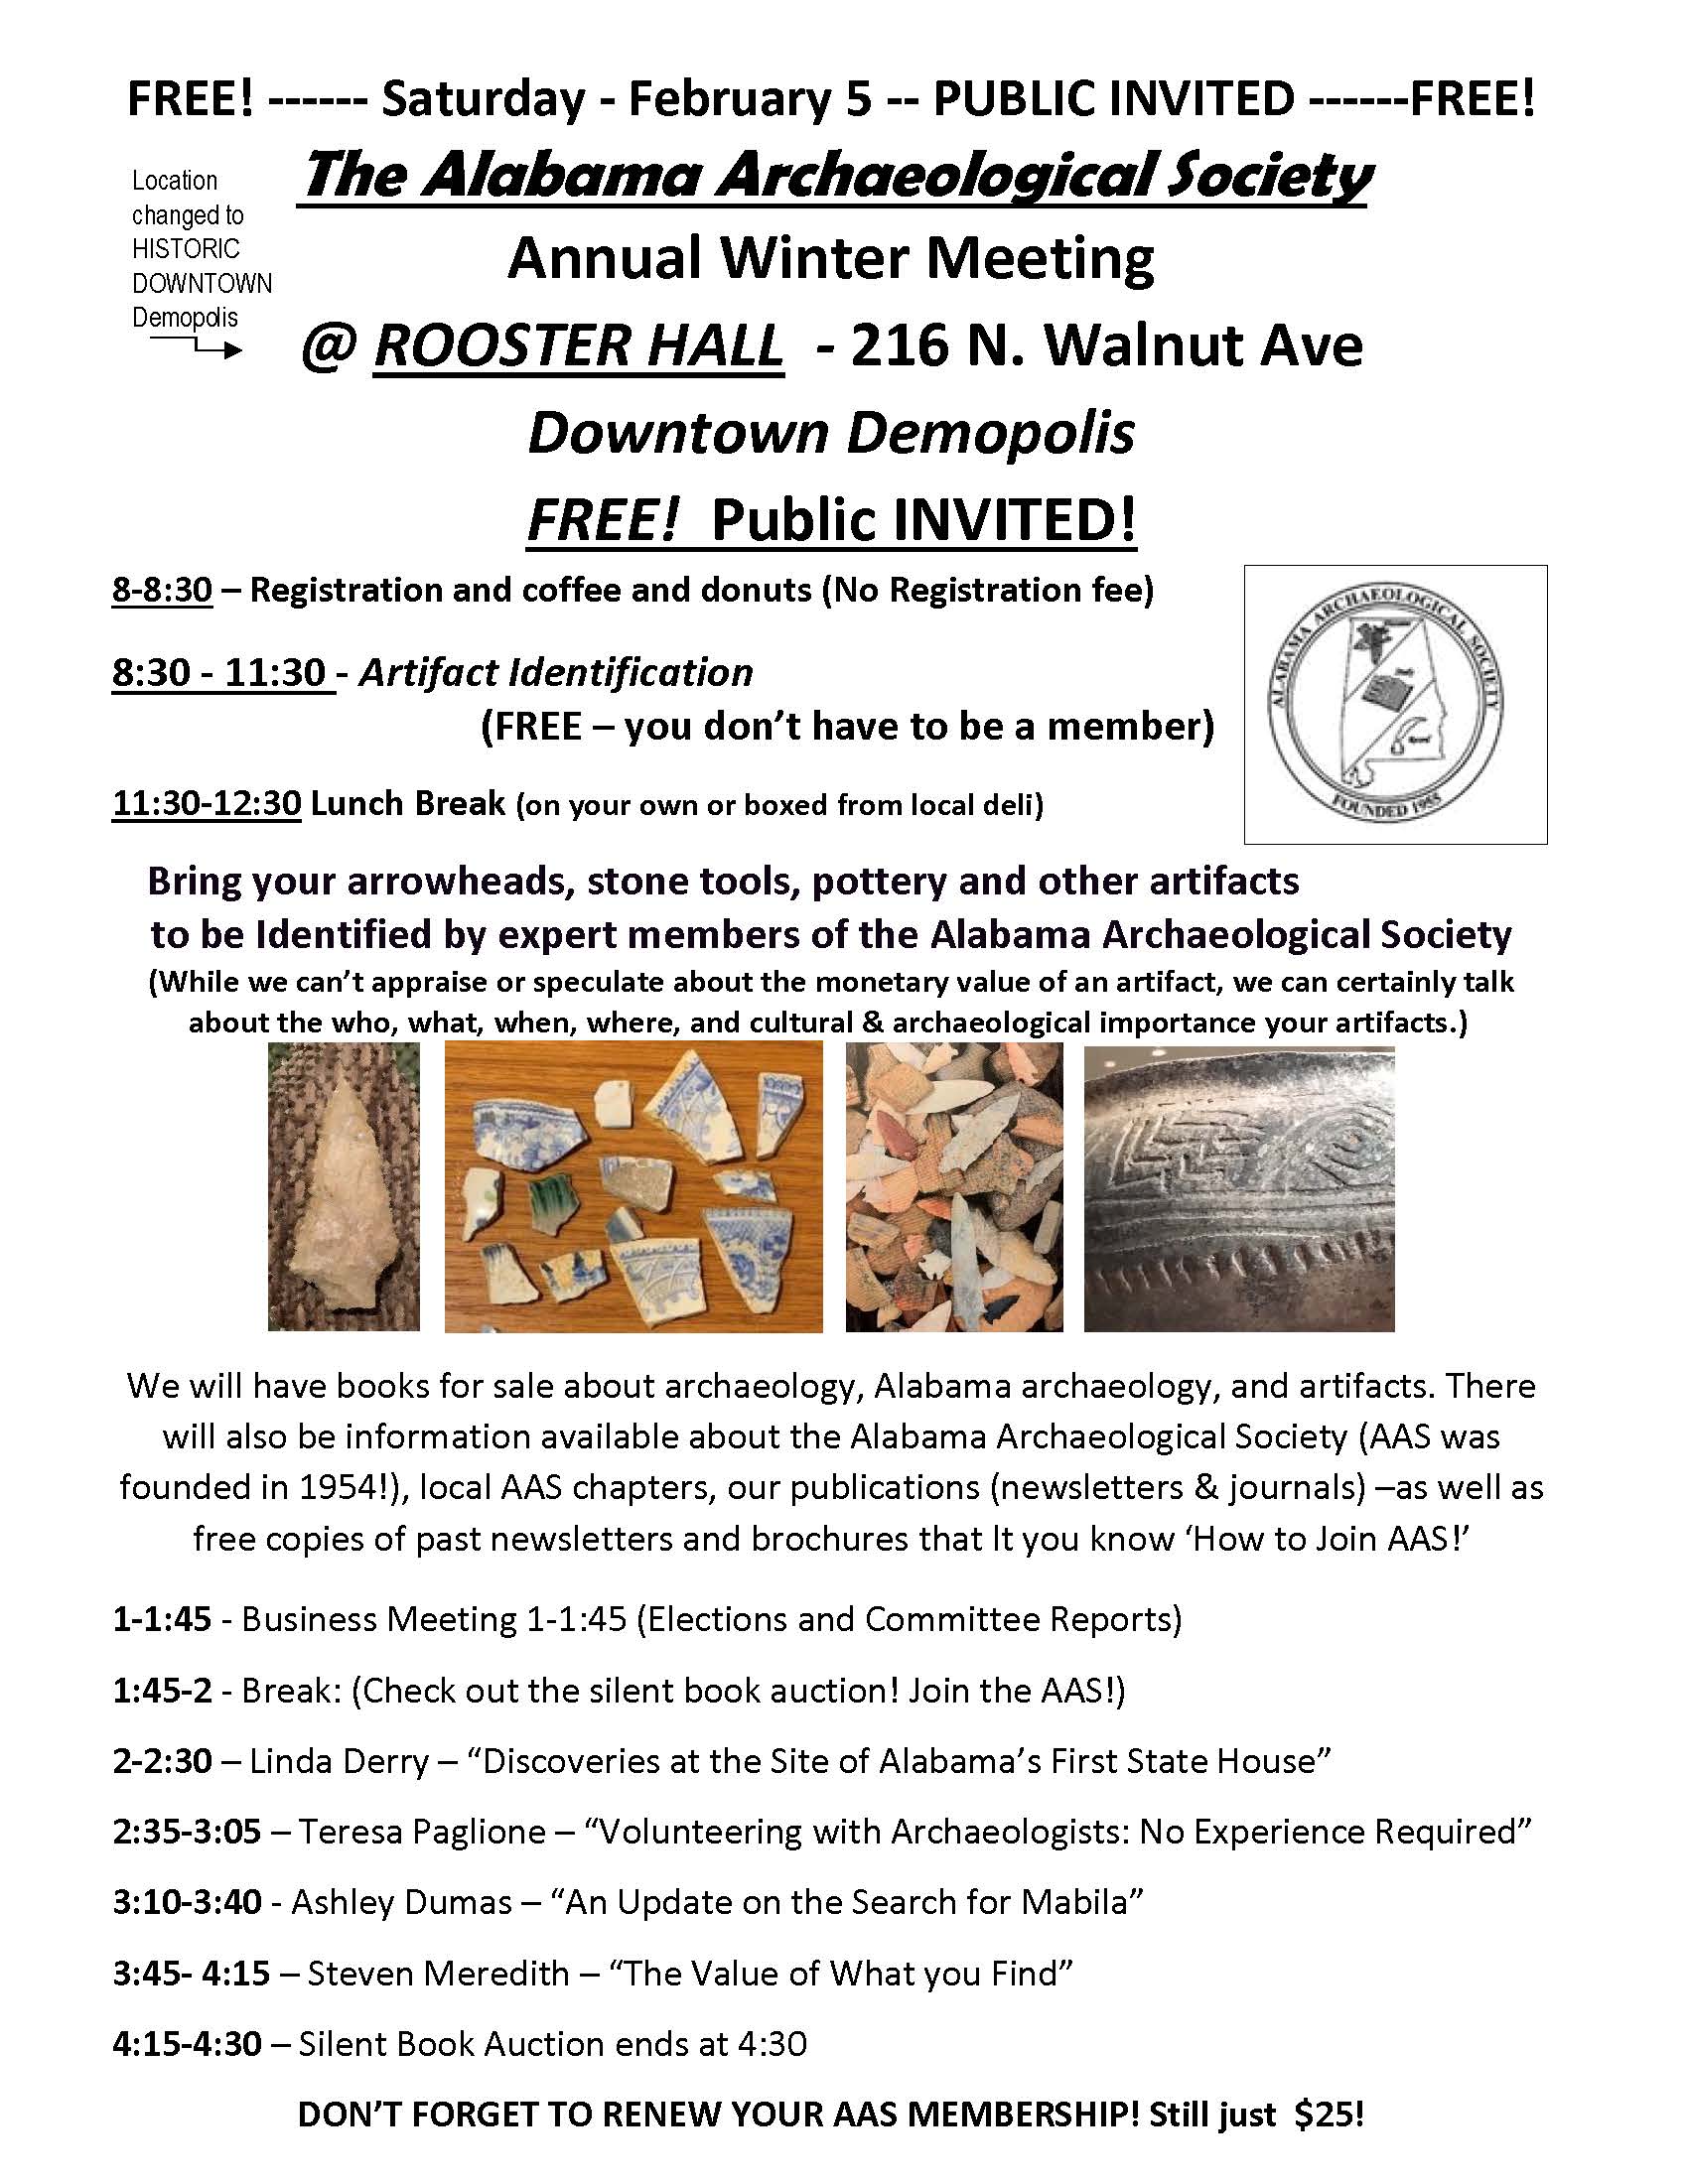 FREE! ------ Saturday - February 5 -- PUBLIC INVITED ------FREE!
The Alabama Archaeological Society
Location
changed to
HISTORIC
DOWNTOWN
Demopolis
Annual Winter Meeting
@ ROOSTER HALL - 216 N. Walnut Ave
Downtown Demopolis
FREE! Public INVITED!
8-8:30 – Registration and coffee and donuts (No Registration fee)
8:30 - 11:30 - Artifact Identification
(FREE – you don’t have to be a member)
11:30-12:30 Lunch Break (on your own or boxed from local deli)
ALABAMA ARCHAEOLOGICAL SOCIETY
FOUNDED 1955
Bring your arrowheads, stone tools, pottery and other artifacts
to be Identified by expert members of the Alabama Archaeological Society
(While we can’t appraise or speculate about the monetary value of an artifact, we can certainly talk
about the who, what, when, where, and cultural & archaeological importance your artifacts.)
We will have books for sale about archaeology, Alabama archaeology, and artifacts. There
will also be information available about the Alabama Archaeological Society (AAS was
founded in 1954!), local AAS chapters, our publications (newsletters & journals) –as well as
free copies of past newsletters and brochures that lt you know ‘How to Join AAS!’
1-1:45 - Business Meeting 1-1:45 (Elections and Committee Reports)
1:45-2 - Break: (Check out the silent book auction! Join the AAS!)
2-2:30 – Linda Derry – “Discoveries at the Site of Alabama’s First State House”
2:35-3:05 – Teresa Paglione – “Volunteering with Archaeologists: No Experience Required”
3:10-3:40 - Ashley Dumas – “An Update on the Search for Mabila”
3:45- 4:15 – Steven Meredith – “The Value of What you Find”
4:15-4:30 – Silent Book Auction ends at 4:30
DON’T FORGET TO RENEW YOUR AAS MEMBERSHIP! Still just $25!